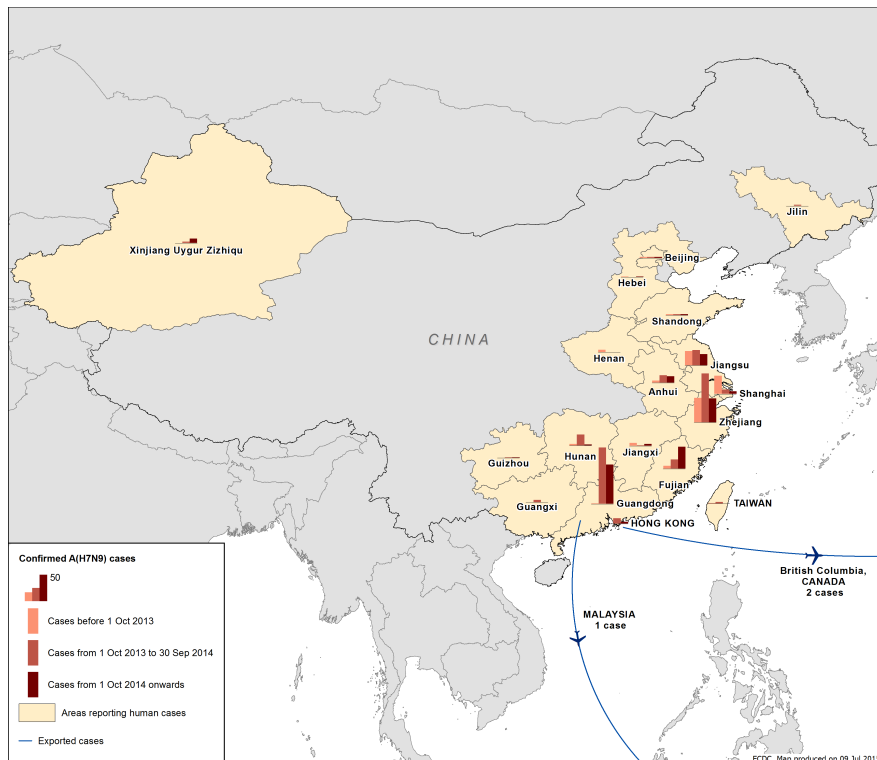 Jilin
Xinjiang Uygur Zizhiqu
Beijing
Hebei
Shandong
CHINA
Henan
Jiangsu
Anhui
Shanghai
Zhejiang
Hunan
Jiangxi
Guizhou
Fujian
Guangxi
Guangdong
TAIWAN
HONG KONG
British Columbia,
CANADA
2 cases
MALAYSIA
1 case
Confirmed A(H7N9) cases
50
Cases before 1 Oct 2013
Cases from 1 Oct 2013 to 30 Sep 2014
Cases from 1 Oct 2014 onwards
Areas reporting human cases
Exported cases
ECDC. Map produced on 09 Jul